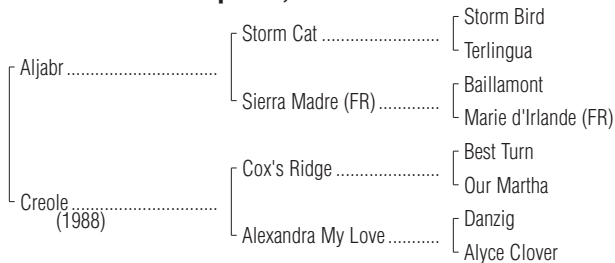 Storm Bird
Storm Cat ..........................
Terlingua
Aljabr ...................................
Baillamont
Sierra Madre (FR) .............
Marie d'Irlande (FR)
Best Turn
Cox's Ridge .......................
Our Martha
Creole ...........................
(1988)
Danzig
Alexandra My Love ...........
Alyce Clover